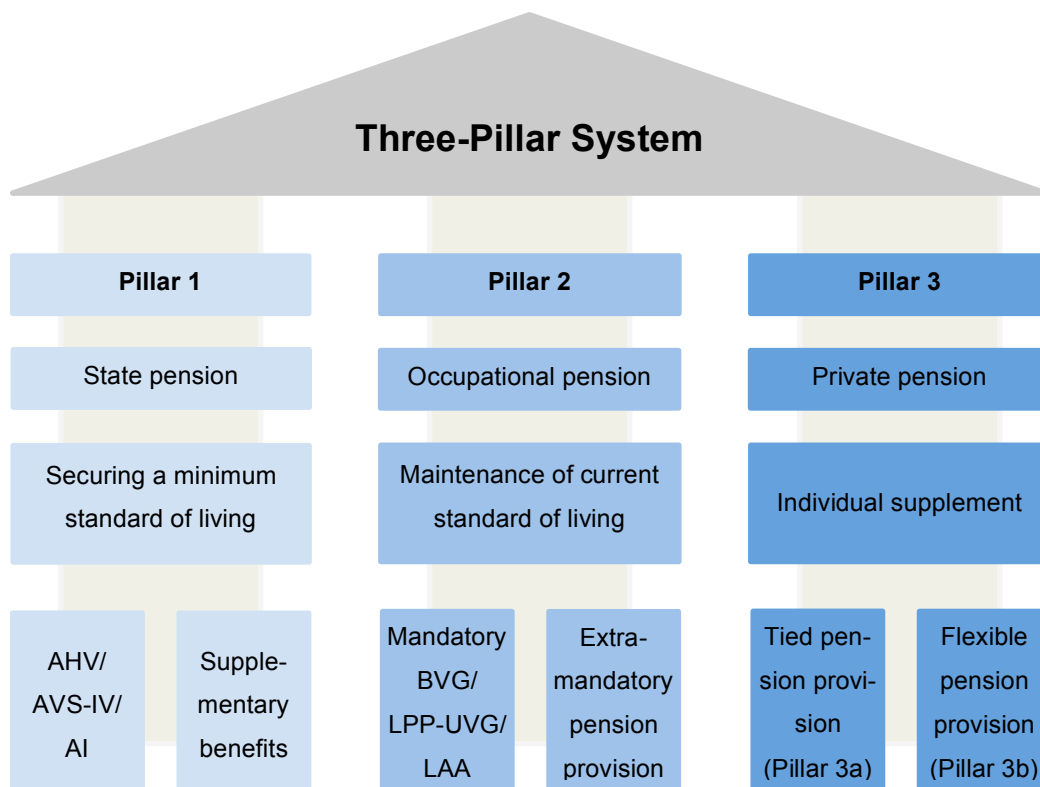 Three-Pillar System
Pillar 1
Pillar 2
Pillar 3
State pension
Occupational pension
Private pension
Securing a minimum
standard of living
Maintenance of current
standard of living
Individual supplement
AHV/
AVS-IV/
AI
Supple-
mentary
benefits
Mandatory
BVG/
LPP-UVG/
LAA
Extra-
mandatory
pension
provision
Tied pen-
sion provi-
sion
(Pillar 3a)
Flexible
pension
provision
(Pillar 3b)